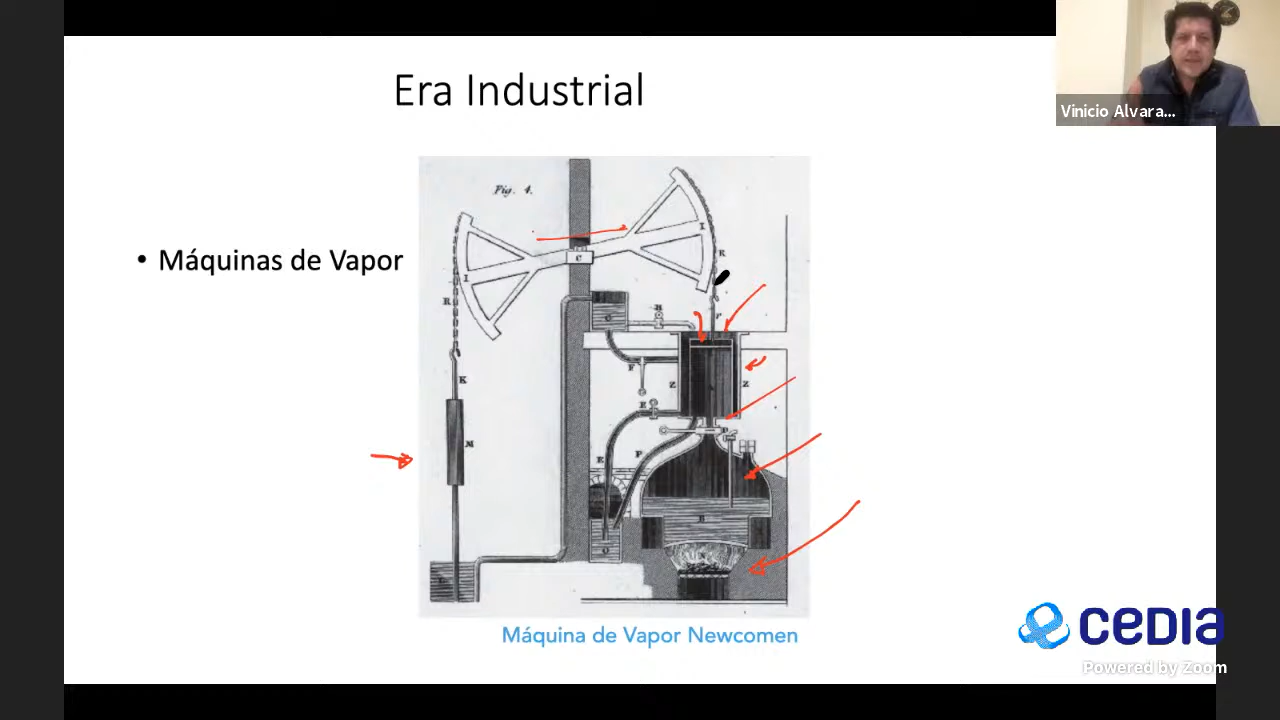 Era Industrial
Vinicio Alvara...
• Máquinas de Vapor
Fig. 4.
I
R
C
I
R
P
G
H
F
Z
Z
K
E
D
M
E
P
B
Máquina de Vapor Newcomen
CEDIA
Powered by Zoom